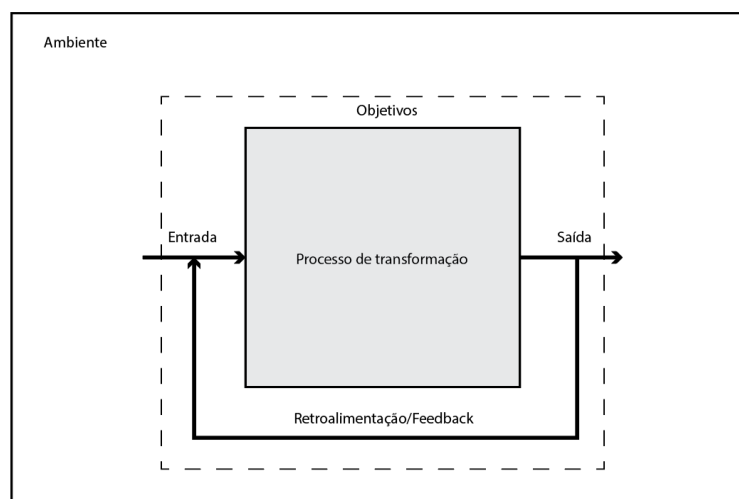 Ambiente
Objetivos
Entrada
Saída
Processo de transformação
Retroalimentação/Feedback